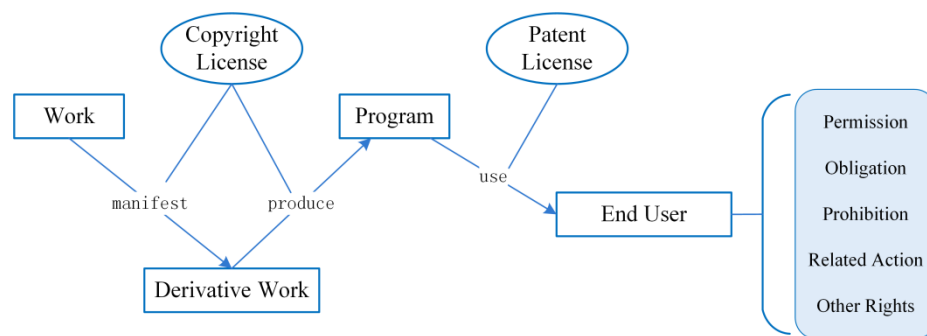 Copyright
License
Patent
License
Work
Program
manifest
produce
use
Derivative Work
End User
Permission
Obligation
Prohibition
Related Action
Other Rights